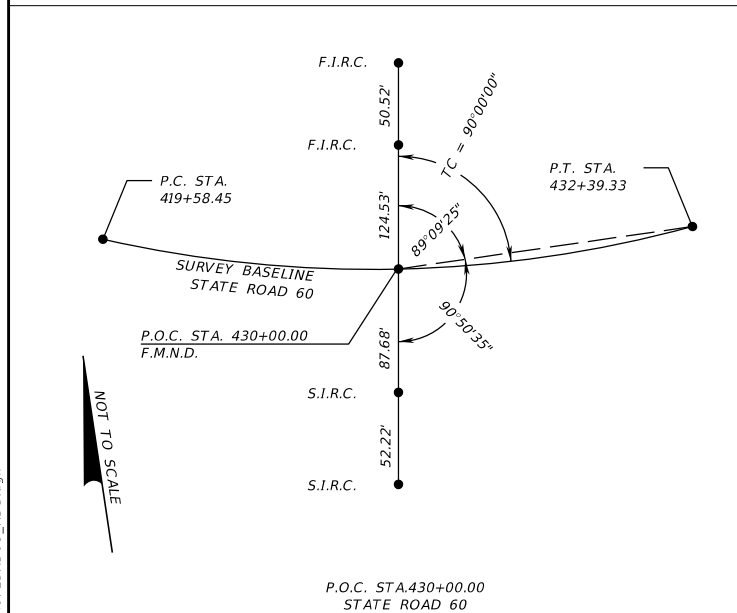 F.I.R.C.
50.52'
F.I.R.C.
TC = 90°00'00"
P.C. STA.
419+58.45
P.T. STA.
432+39.33
124.53'
89°09'25"
SURVEY BASELINE
STATE ROAD 60
P.O.C. STA. 430+00.00
F.M.N.D.
87.68'
90°50'35"
S.I.R.C.
NOT TO SCALE
52.22'
S.I.R.C.
P.O.C. STA.430+00.00
STATE ROAD 60